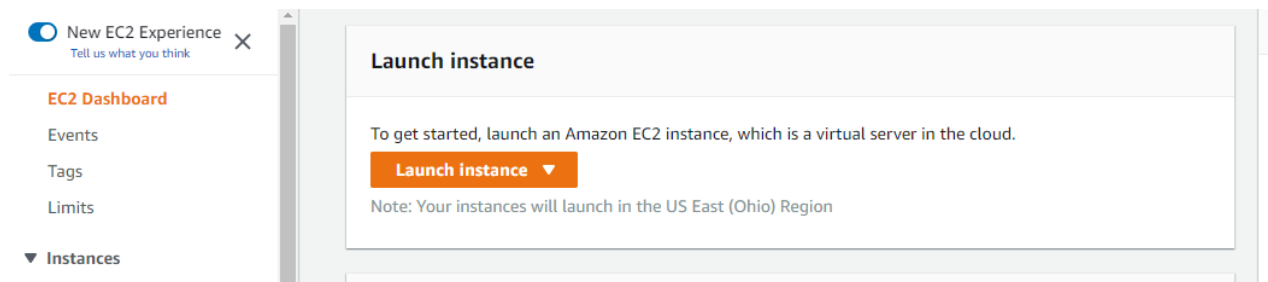 New EC2 Experience
Tell us what you think
EC2 Dashboard
Events
Tags
Limits
Instances
Launch instance
To get started, launch an Amazon EC2 instance, which is a virtual server in the cloud.
Launch instance
Note: Your instances will launch in the US East (Ohio) Region